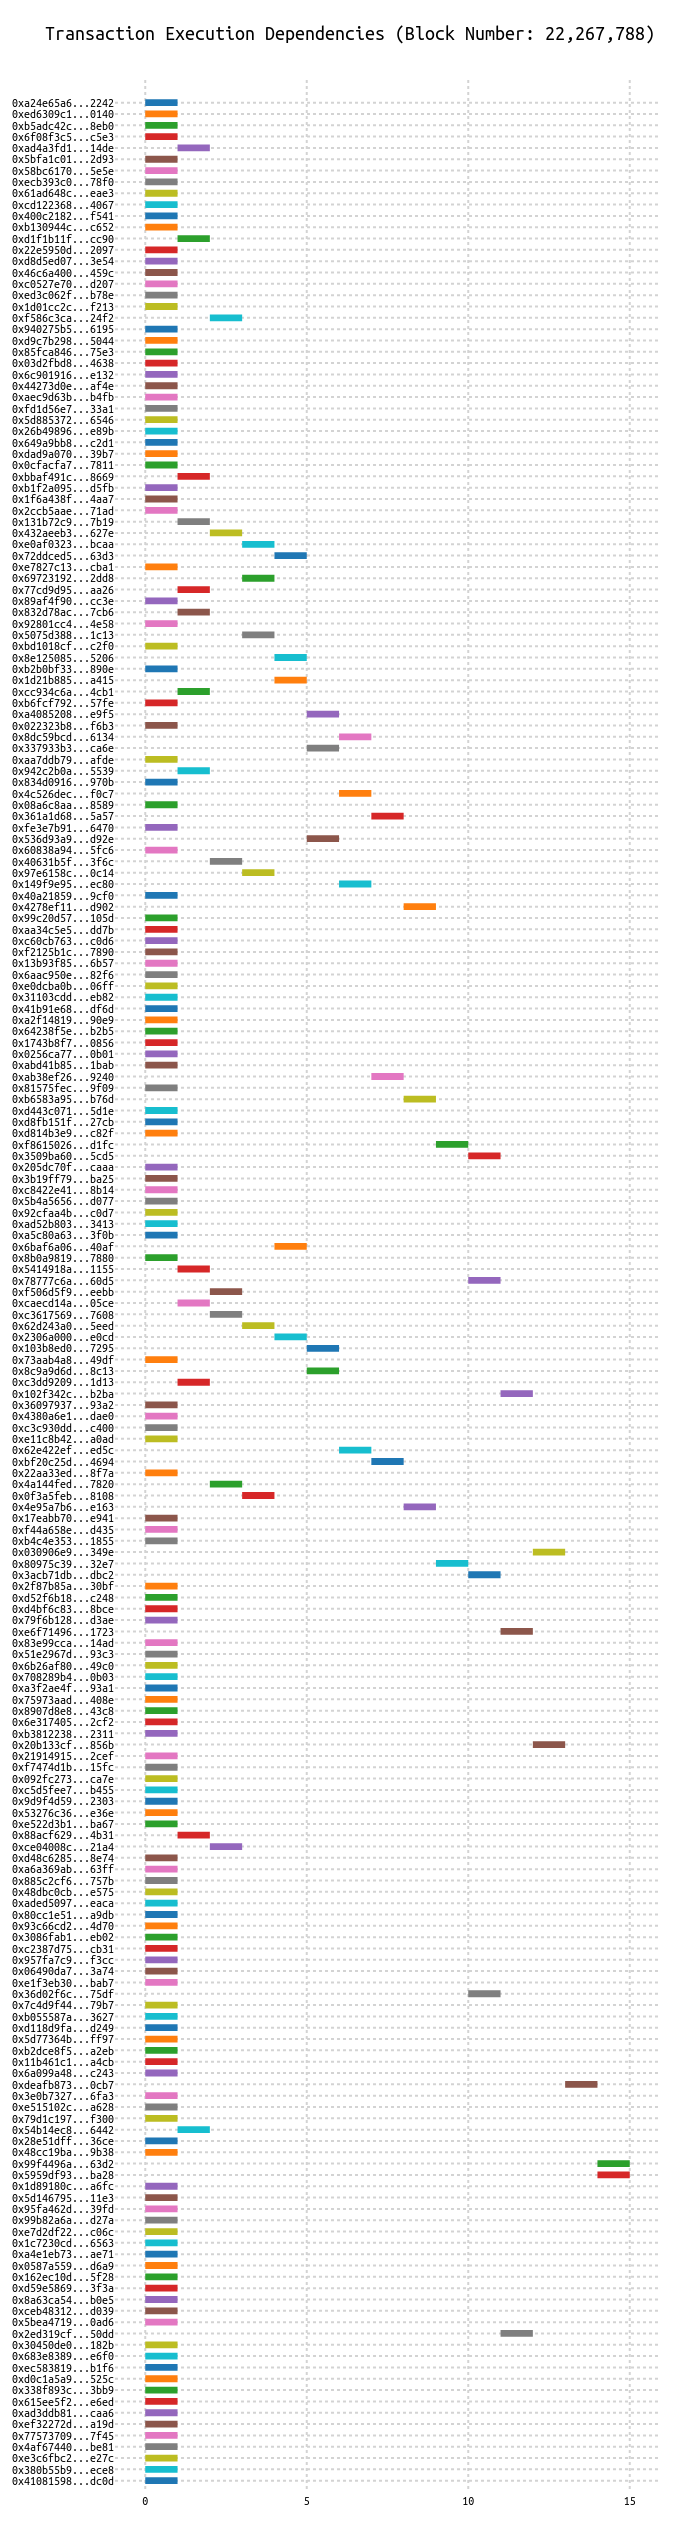 Transaction Execution Dependencies (Block Number: 22,267,788)
0xa24e65a6...2242
0xed6309c1...0140
0xb5adc42c...8eb0
0x6f08f3c5...c5e3
0xad4a3fd1...14de
0x5bfa1c01...2d93
0x58bc6170...5e5e
0xecb393c0...78f0
0x61ad648c...eae3
0xcd122368...4067
0x400c2182...f541
0xb130944c...c652
0xd1f1b11f...cc90
0x22e5950d...2097
0xd8d5ed07...3e54
0x46c6a400...459c
0xc0527e70...d207
0xed3c062f...b78e
0x1d01cc2c...f213
0xf586c3ca...24f2
0x940275b5...6195
0xd9c7b298...5044
0x85fca846...75e3
0x03d2fbd8...4638
0x6c901916...e132
0x44273d0e...af4e
0xaec9d63b...b4fb
0xfd1d56e7...33a1
0x5d885372...6546
0x26b49896...e89b
0x649a9bb8...c2d1
0xdad9a070...39b7
0x0cfacfa7...7811
0xbbaf491c...8669
0xb1f2a095...d5fb
0x1f6a438f...4aa7
0x2ccb5aae...71ad
0x131b72c9...7b19
0x432aeeb3...627e
0xe0af0323...bcaa
0x72ddced5...63d3
0xe7827c13...cba1
0x69723192...2dd8
0x77cd9d95...aa26
0x89af4f90...cc3e
0x832d78ac...7cb6
0x92801cc4...4e58
0x5075d388...1c13
0xbd1018cf...c2f0
0x8e125085...5206
0xb2b0bf33...890e
0x1d21b885...a415
0xcc934c6a...4cb1
0xb6fcf792...57fe
0xa4085208...e9f5
0x022323b8...f6b3
0x8dc59bcd...6134
0x337933b3...ca6e
0xaa7ddb79...afde
0x942c2b0a...5539
0x834d0916...970b
0x4c526dec...f0c7
0x08a6c8aa...8589
0x361a1d68...5a57
0xfe3e7b91...6470
0x536d93a9...d92e
0x60838a94...5fc6
0x40631b5f...3f6c
0x97e6158c...0c14
0x149f9e95...ec80
0x40a21859...9cf0
0x4278ef11...d902
0x99c20d57...105d
0xaa34c5e5...dd7b
0xc60cb763...c0d6
0xf2125b1c...7890
0x13b93f85...6b57
0x6aac950e...82f6
0xe0dcba0b...06ff
0x31103cdd...eb82
0x41b91e68...df6d
0xa2f14819...90e9
0x64238f5e...b2b5
0x1743b8f7...0856
0x0256ca77...0b01
0xabd41b85...1bab
0xab38ef26...9240
0x81575fec...9f09
0xb6583a95...b76d
0xd443c071...5d1e
0xd8fb151f...27cb
0xd814b3e9...c82f
0xf8615026...d1fc
0x3509ba60...5cd5
0x205dc70f...caaa
0x3b19ff79...ba25
0xc8422e41...8b14
0x5b4a5656...d077
0x92cfaa4b...c0d7
0xad52b803...3413
0xa5c80a63...3f0b
0x6baf6a06...40af
0x8b0a9819...7880
0x5414918a...1155
0x78777c6a...60d5
0xf506d5f9...eebb
0xcaecd14a...05ce
0xc3617569...7608
0x62d243a0...5eed
0x2306a000...e0cd
0x103b8ed0...7295
0x73aab4a8...49df
0x8c9a9d6d...8c13
0xc3dd9209...1d13
0x102f342c...b2ba
0x36097937...93a2
0x4380a6e1...dae0
0xc3c930dd...c400
0xe11c8b42...a0ad
0x62e422ef...ed5c
0xbf20c25d...4694
0x22aa33ed...8f7a
0x4a144fed...7820
0x0f3a5feb...8108
0x4e95a7b6...e163
0x17eabb70...e941
0xf44a658e...d435
0xb4c4e353...1855
0x030906e9...349e
0x80975c39...32e7
0x3acb71db...dbc2
0x2f87b85a...30bf
0xd52f6b18...c248
0xd4bf6c83...8bce
0x79f6b128...d3ae
0xe6f71496...1723
0x83e99cca...14ad
0x51e2967d...93c3
0x6b26af80...49c0
0x708289b4...0b03
0xa3f2ae4f...93a1
0x75973aad...408e
0x8907d8e8...43c8
0x6e317405...2cf2
0xb3812238...2311
0x20b133cf...856b
0x21914915...2cef
0xf7474d1b...15fc
0x092fc273...ca7e
0xc5d5fee7...b455
0x9d9f4d59...2303
0x53276c36...e36e
0xe522d3b1...ba67
0x88acf629...4b31
0xce04008c...21a4
0xd48c6285...8e74
0xa6a369ab...63ff
0x885c2cf6...757b
0x48dbc0cb...e575
0xaded5097...eaca
0x80cc1e51...a9db
0x93c66cd2...4d70
0x3086fab1...eb02
0xc2387d75...cb31
0x957fa7c9...f3cc
0x06490da7...3a74
0xe1f3eb30...bab7
0x36d02f6c...75df
0x7c4d9f44...79b7
0xb055587a...3627
0xd118d9fa...d249
0x5d77364b...ff97
0xb2dce8f5...a2eb
0x11b461c1...a4cb
0x6a099a48...c243
0xdeafb873...0cb7
0x3e0b7327...6fa3
0xe515102c...a628
0x79d1c197...f300
0x54b14ec8...6442
0x28e51dff...36ce
0x48cc19ba...9b38
0x99f4496a...63d2
0x5959df93...ba28
0x1d89180c...a6fc
0x5d146795...11e3
0x95fa462d...39fd
0x99b82a6a...d27a
0xe7d2df22...c06c
0x1c7230cd...6563
0xa4e1eb73...ae71
0x0587a559...d6a9
0x162ec10d...5f28
0xd59e5869...3f3a
0x8a63ca54...b0e5
0xceb48312...d039
0x5bea4719...0ad6
0x2ed319cf...50dd
0x30450de0...182b
0x683e8389...e6f0
0xec583819...b1f6
0xd0c1a5a9...525c
0x338f893c...3bb9
0x615ee5f2...e6ed
0xad3ddb81...caa6
0xef32272d...a19d
0x77573709...7f45
0x4af67440...be81
0xe3c6fbc2...e27c
0x380b55b9...ece8
0x41081598...dc0d
0 5 10 15